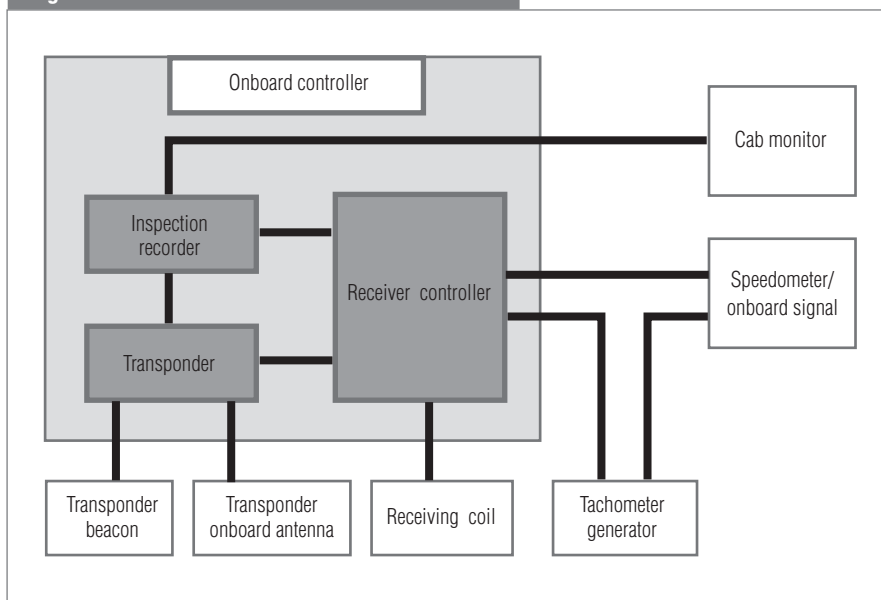 Onboard controller
Cab monitor
Inspection
recorder
Receiver controller
Speedometer/
onboard signal
Transponder
Transponder
beacon
Transponder
onboard antenna
Receiving coil
Tachometer
generator